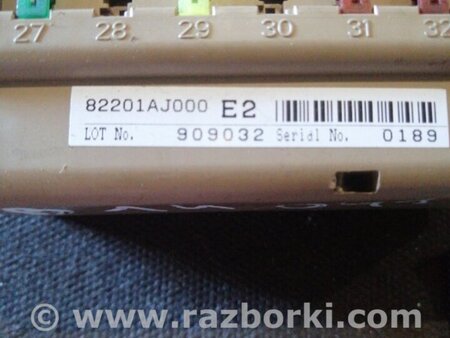 27 28 29 30 31 32
82201AJ000 E2
LOT No. 909032 Serial No. 0189
© www.razborki.com